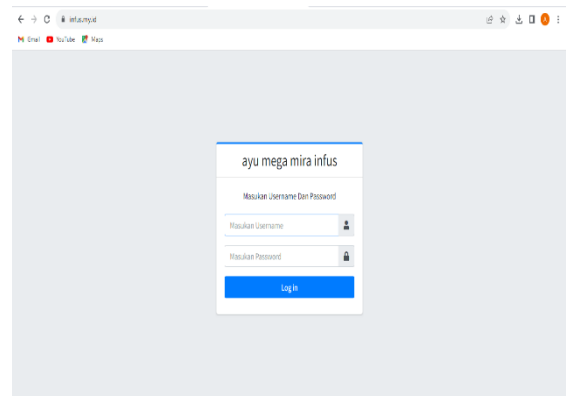 infus.my.id
Email YouTube Maps
ayu mega mira infus
Masukan Username Dan Password
Masukan Username
Masukan Password
Log in